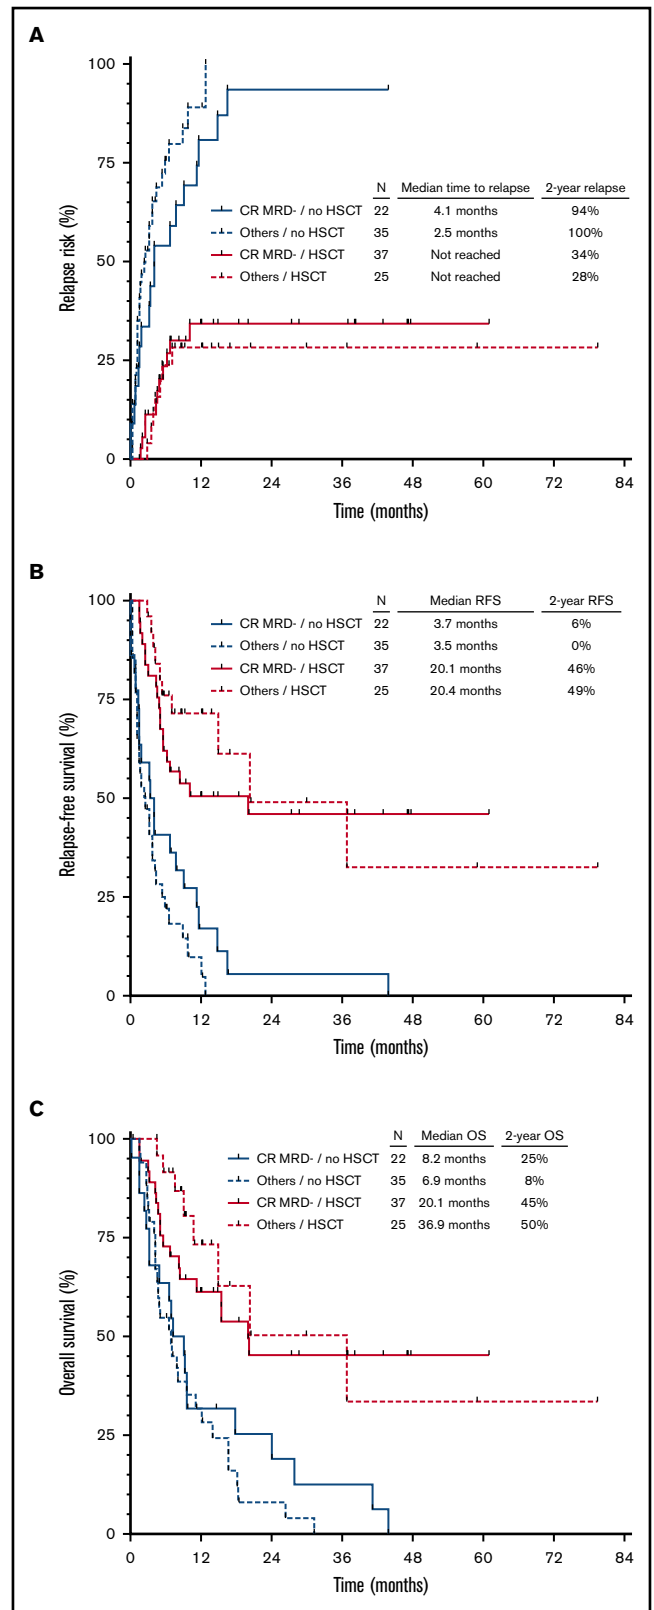 A
100
75
50
25
0
Relapse risk (%)
N Median time to relapse 2-year relapse
CR MRD- / no HSCT 22 4.1 months 94%
Others / no HSCT 35 2.5 months 100%
CR MRD- / HSCT 37 Not reached 34%
Others / HSCT 25 Not reached 28%
0 12 24 36 48 60 72 84
Time (months)
B
100
75
50
25
0
Relapse-free survival (%)
N Median RFS 2-year RFS
CR MRD- / no HSCT 22 3.7 months 6%
Others / no HSCT 35 3.5 months 0%
CR MRD- / HSCT 37 20.1 months 46%
Others / HSCT 25 20.4 months 49%
0 12 24 36 48 60 72 84
Time (months)
C
100
75
50
25
0
Overall survival (%)
N Median OS 2-year OS
CR MRD- / no HSCT 22 8.2 months 25%
Others / no HSCT 35 6.9 months 8%
CR MRD- / HSCT 37 20.1 months 45%
Others / HSCT 25 36.9 months 50%
0 12 24 36 48 60 72 84
Time (months)